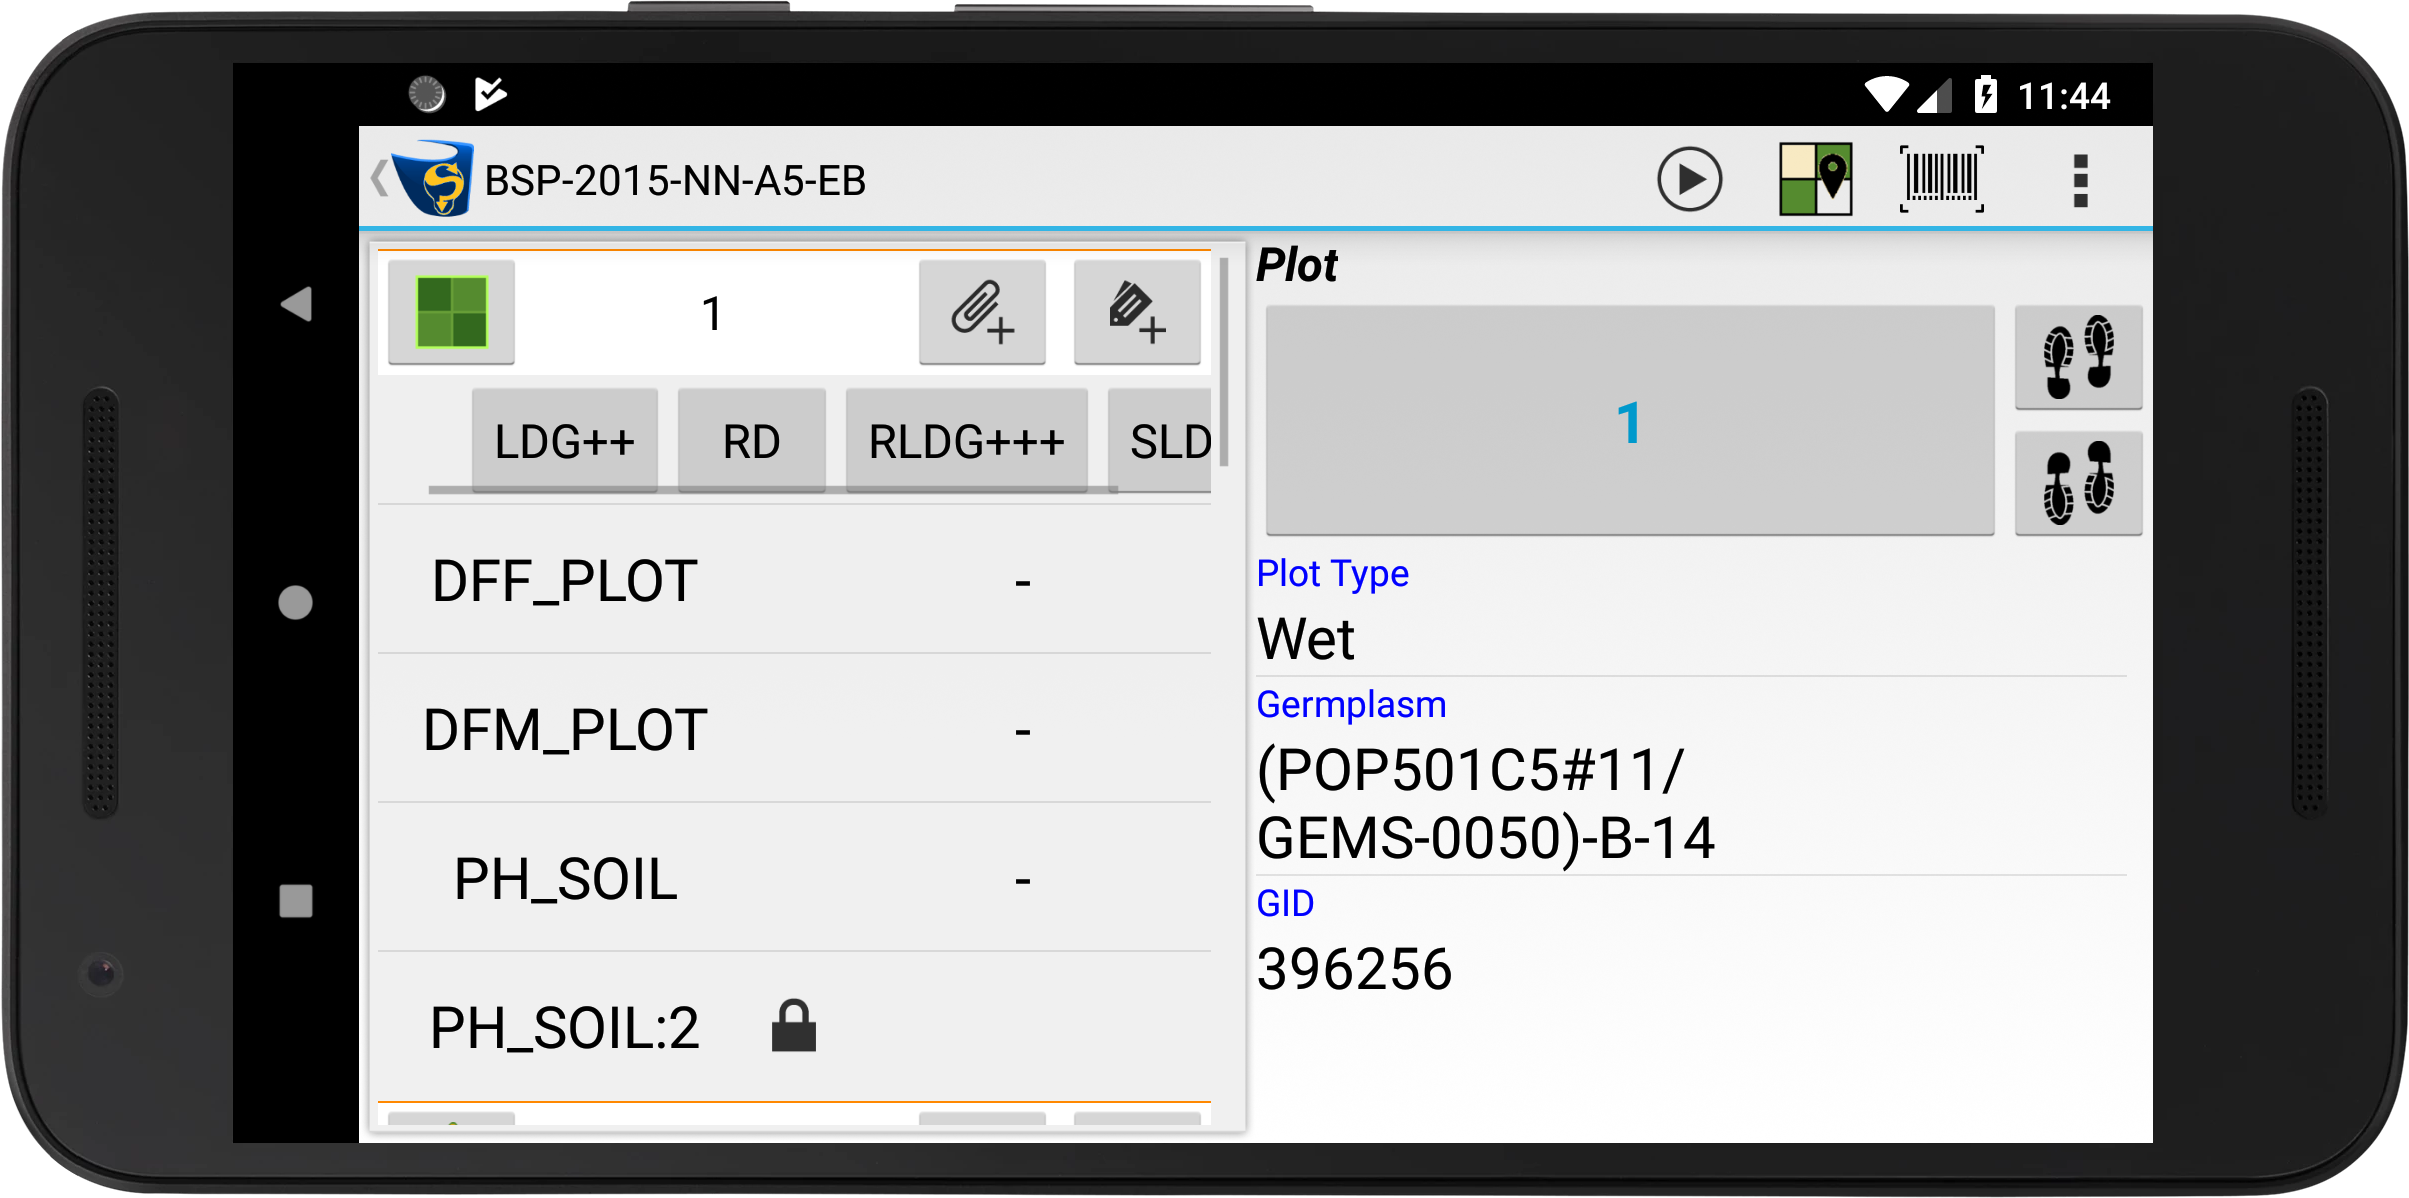 11:44
BSP-2015-NN-A5-EB
1
LDG++ RD RLDG+++ SLD
DFF_PLOT -
DFM_PLOT -
PH_SOIL -
PH_SOIL:2
Plot
1
Plot Type
Wet
Germplasm
(POP501C5#11/
GEMS-0050)-B-14
GID
396256